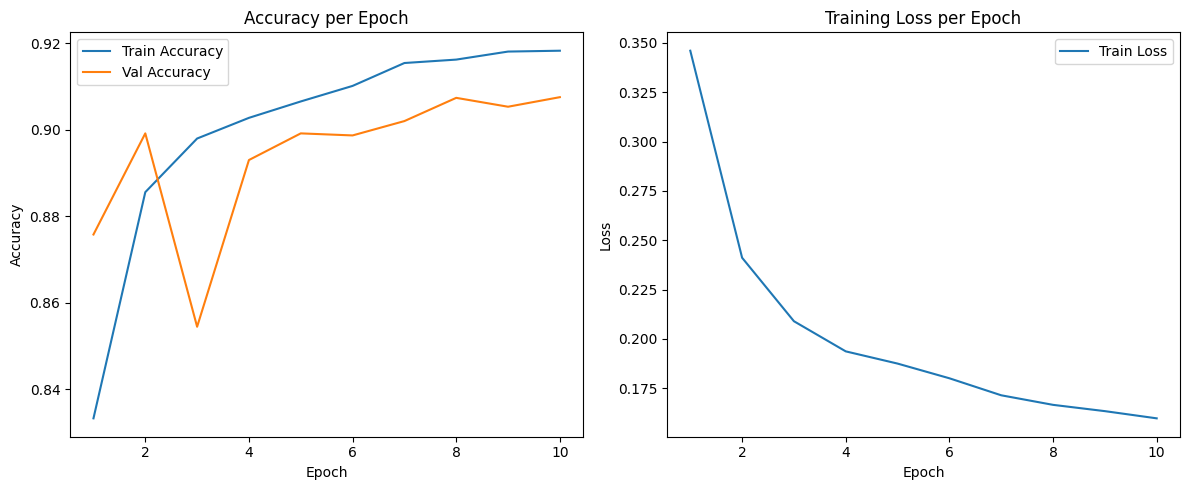 Accuracy per Epoch
Train Accuracy
Val Accuracy
0.92
0.90
0.88
0.86
0.84
Accuracy
2
4
6
8
10
Epoch
Training Loss per Epoch
Train Loss
0.350
0.325
0.300
0.275
0.250
0.225
0.200
0.175
Loss
2
4
6
8
10
Epoch